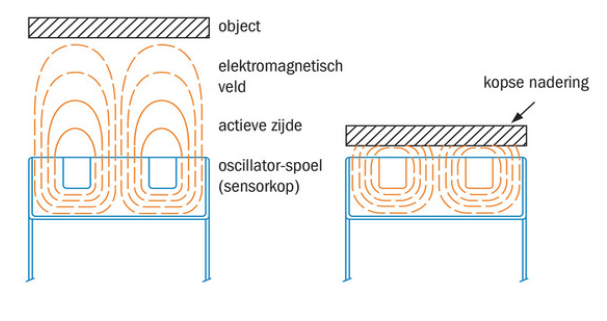 object
elektromagnetisch
veld
actieve zijde
oscillator-spoel
(sensorkop)
kopse nadering